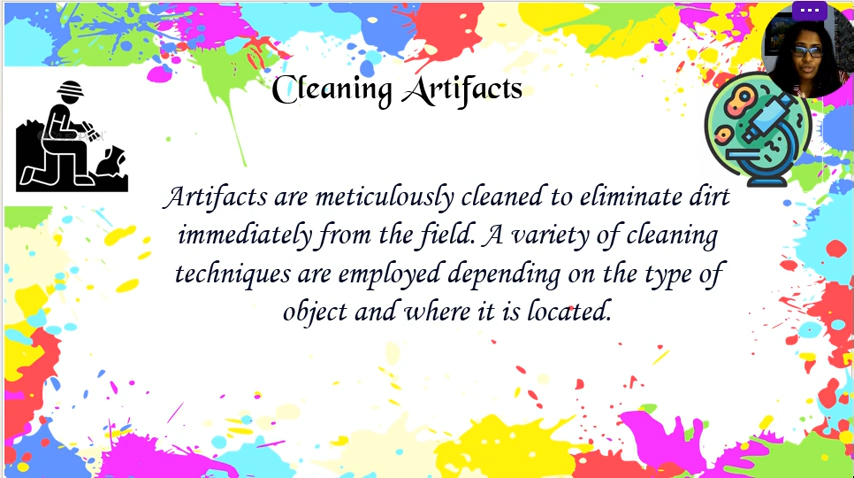 Cleaning Artifacts
Artifacts are meticulously cleaned to eliminate dirt
immediately from the field. A variety of cleaning
techniques are employed depending on the type of
object and where it is located.